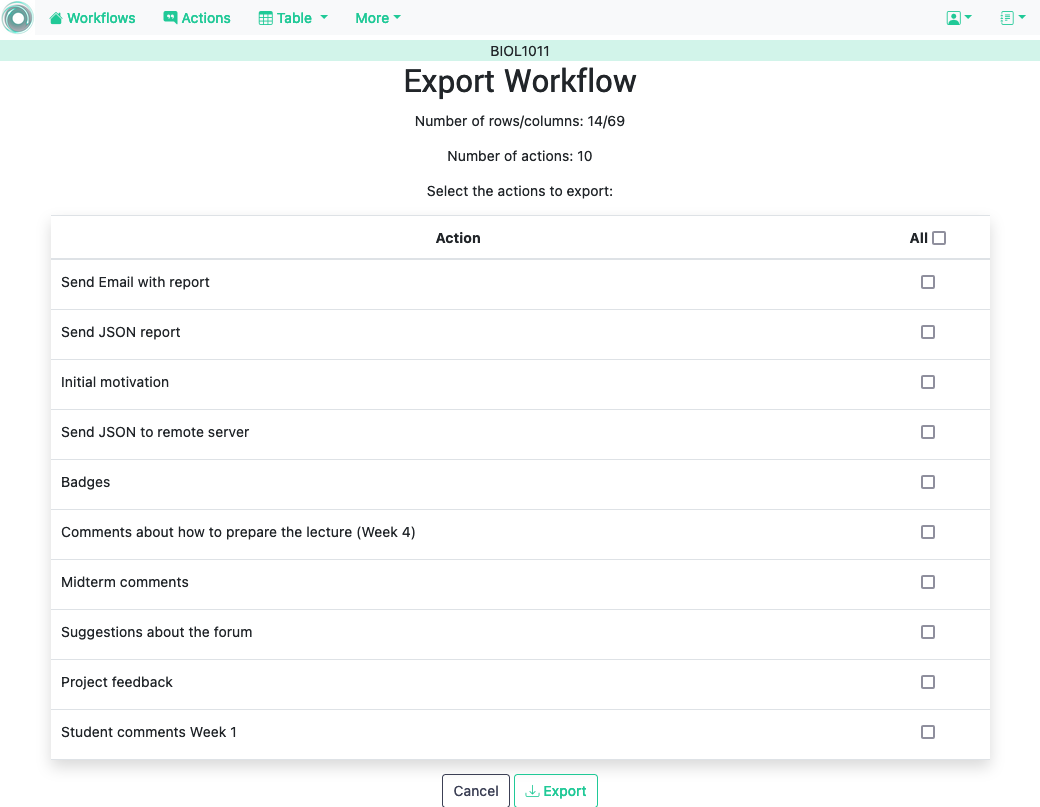 Workflows Actions Table More
BIOL1011
Export Workflow
Number of rows/columns: 14/69
Number of actions: 10
Select the actions to export:
Action All
Send Email with report
Send JSON report
Initial motivation
Send JSON to remote server
Badges
Comments about how to prepare the lecture (Week 4)
Midterm comments
Suggestions about the forum
Project feedback
Student comments Week 1
Cancel Export